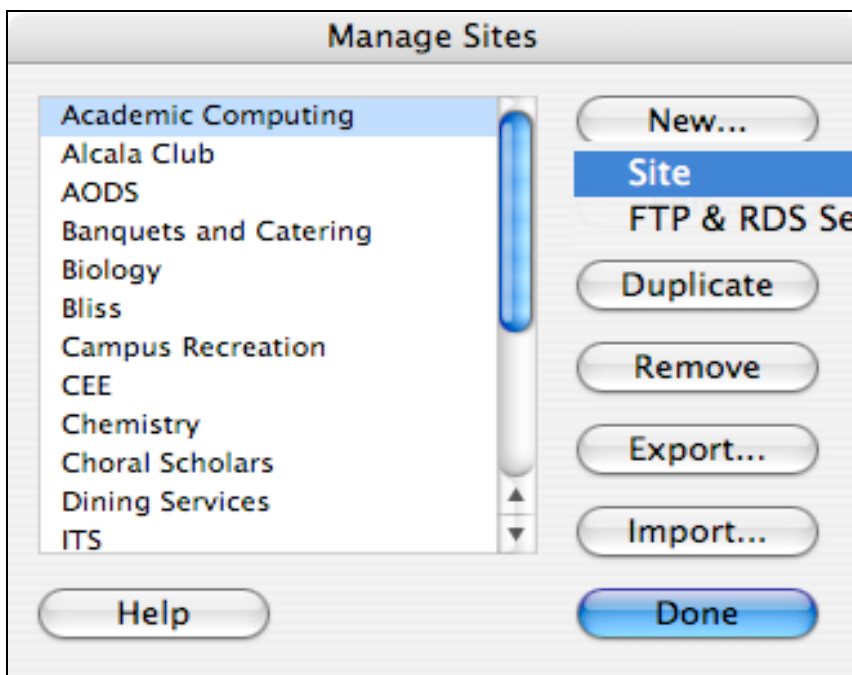 Manage Sites
Academic Computing
Alcala Club
AODS
Banquets and Catering
Biology
Bliss
Campus Recreation
CEE
Chemistry
Choral Scholars
Dining Services
ITS
New...
Site
FTP & RDS Se
Duplicate
Remove
Export...
Import...
Help
Done